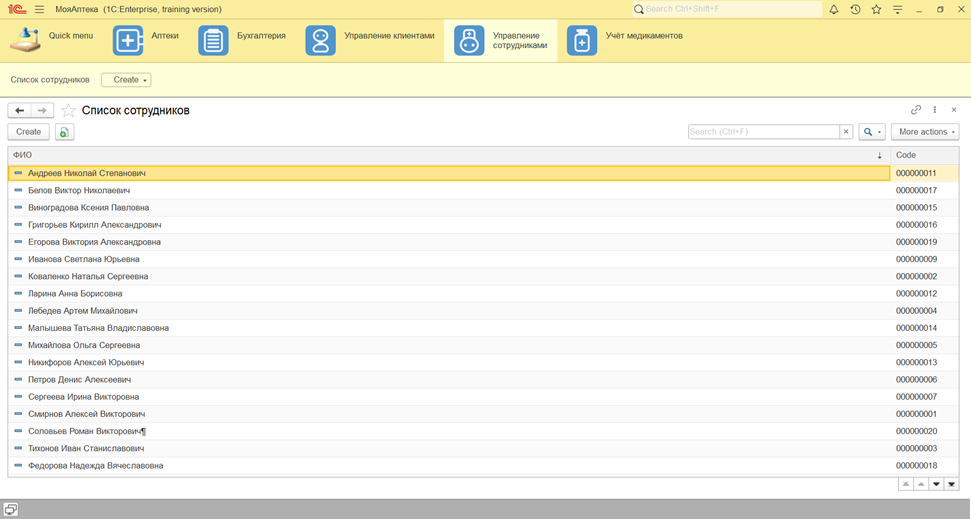 1С МояАптека (1C:Enterprise, training version) Search Ctrl+Shift+F
Quick menu Аптеки Бухгалтерия Управление клиентами Управление сотрудниками Учёт медикаментов
Список сотрудников Create
Список сотрудников
Create Search (Ctrl+F) More actions
ФИО Code
Андреев Николай Степанович 000000011
Белов Виктор Николаевич 000000017
Виноградова Ксения Павловна 000000015
Григорьев Кирилл Александрович 000000016
Егорова Виктория Александровна 000000019
Иванова Светлана Юрьевна 000000009
Коваленко Наталья Сергеевна 000000002
Ларина Анна Борисовна 000000012
Лебедев Артем Михайлович 000000004
Малышева Татьяна Владиславовна 000000014
Михайлова Ольга Сергеевна 000000005
Никифоров Алексей Юрьевич 000000013
Петров Денис Алексеевич 000000006
Сергеева Ирина Викторовна 000000007
Смирнов Алексей Викторович 000000001
Соловьев Роман Викторович¶ 000000020
Тихонов Иван Станиславович 000000003
Федорова Надежда Вячеславовна 000000018